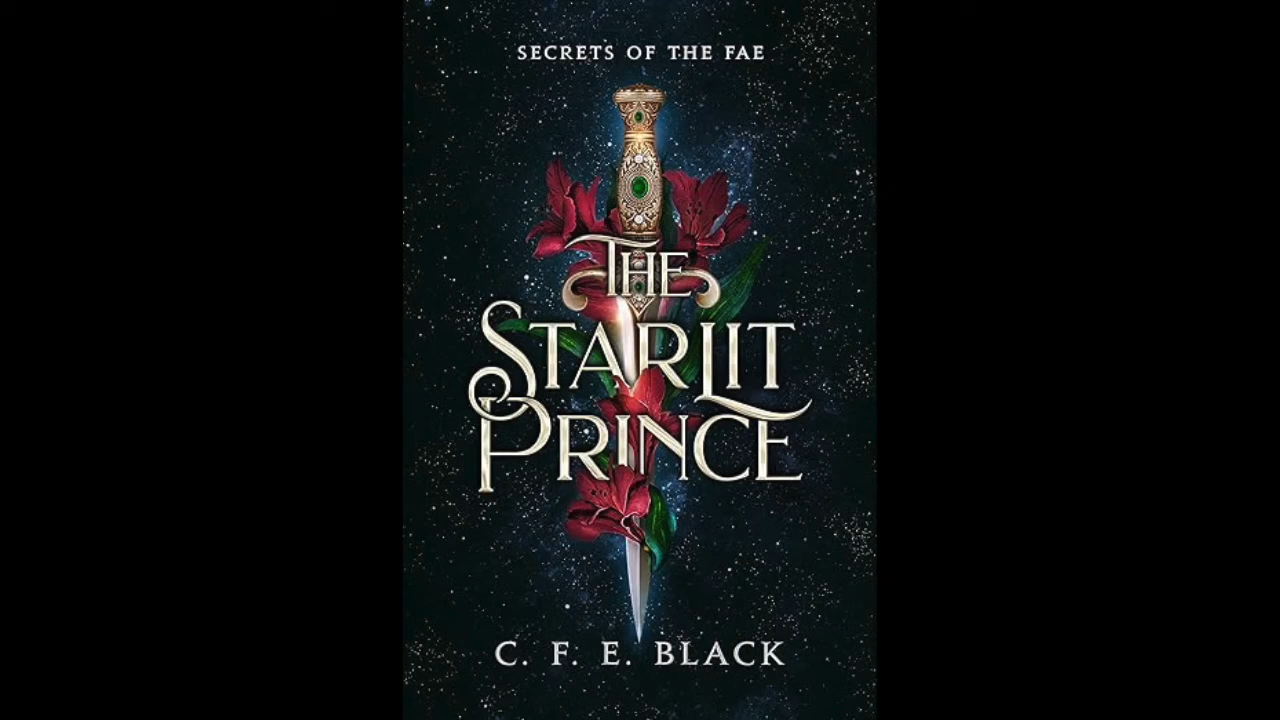 SECRETS OF THE FAE
THE
STARLIT
PRINCE
C. F. E. BLACK